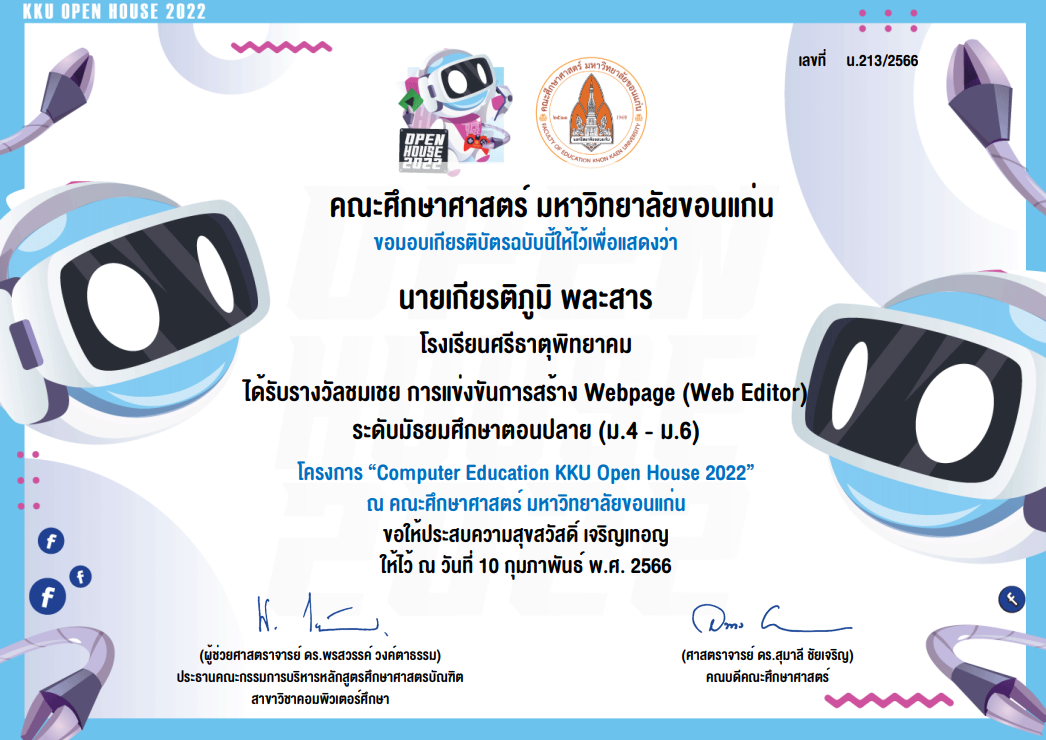 KKU OPEN HOUSE 2022
เลขที่ น.213/2566
OPEN
HOUSE
2022
คณะศึกษาศาสตร์ มหาวิทยาลัยขอนแก่น
FACULTY OF EDUCATION KHON KAEN UNIVERSITY
คณะศึกษาศาสตร์ มหาวิทยาลัยขอนแก่น
ขอมอบเกียรติบัตรฉบับนี้ให้ไว้เพื่อแสดงว่า
นายเกียรติภูมิ พละสาร
โรงเรียนศรีธาตุพิทยาคม
ได้รับรางวัลชมเชย การแข่งขันการสร้าง Webpage (Web Editor)
ระดับมัธยมศึกษาตอนปลาย (ม.4 - ม.6)
โครงการ “Computer Education KKU Open House 2022”
ณ คณะศึกษาศาสตร์ มหาวิทยาลัยขอนแก่น
ขอให้ประสบความสุขสวัสดิ์ เจริญเทอญ
ให้ไว้ ณ วันที่ 10 กุมภาพันธ์ พ.ศ. 2566
(ผู้ช่วยศาสตราจารย์ ดร.พรสวรรค์ วงค์ตาธรรม)
ประธานคณะกรรมการบริหารหลักสูตรศึกษาศาสตรบัณฑิต
สาขาวิชาคอมพิวเตอร์ศึกษา
(ศาสตราจารย์ ดร.สุมาลี ชัยเจริญ)
คณบดีคณะศึกษาศาสตร์
OPEN
HOUSE
2022